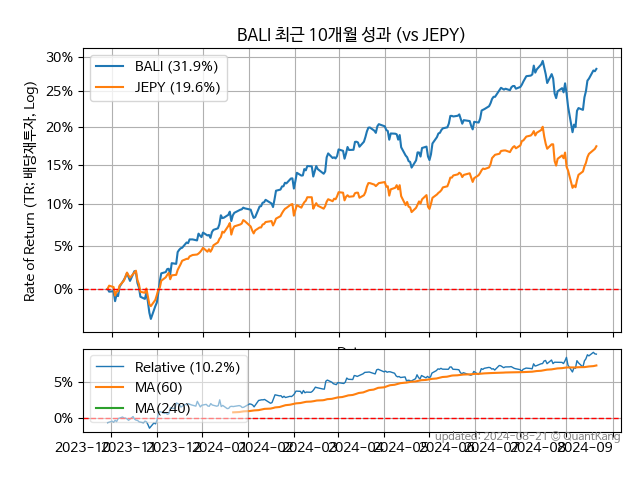 BALI 최근 10개월 성과 (vs JEPY)
Rate of Return (TR: 배당재투자, Log)
30%
25%
20%
15%
10%
5%
0%
BALI (31.9%)
JEPY (19.6%)
5%
0%
Relative (10.2%)
MA(60)
MA(240)
2023-10
2023-11
2023-12
2024-01
2024-02
2024-03
2024-04
2024-05
2024-06
2024-07
2024-08
2024-09
updated: 2024-08-21 © QuantKang